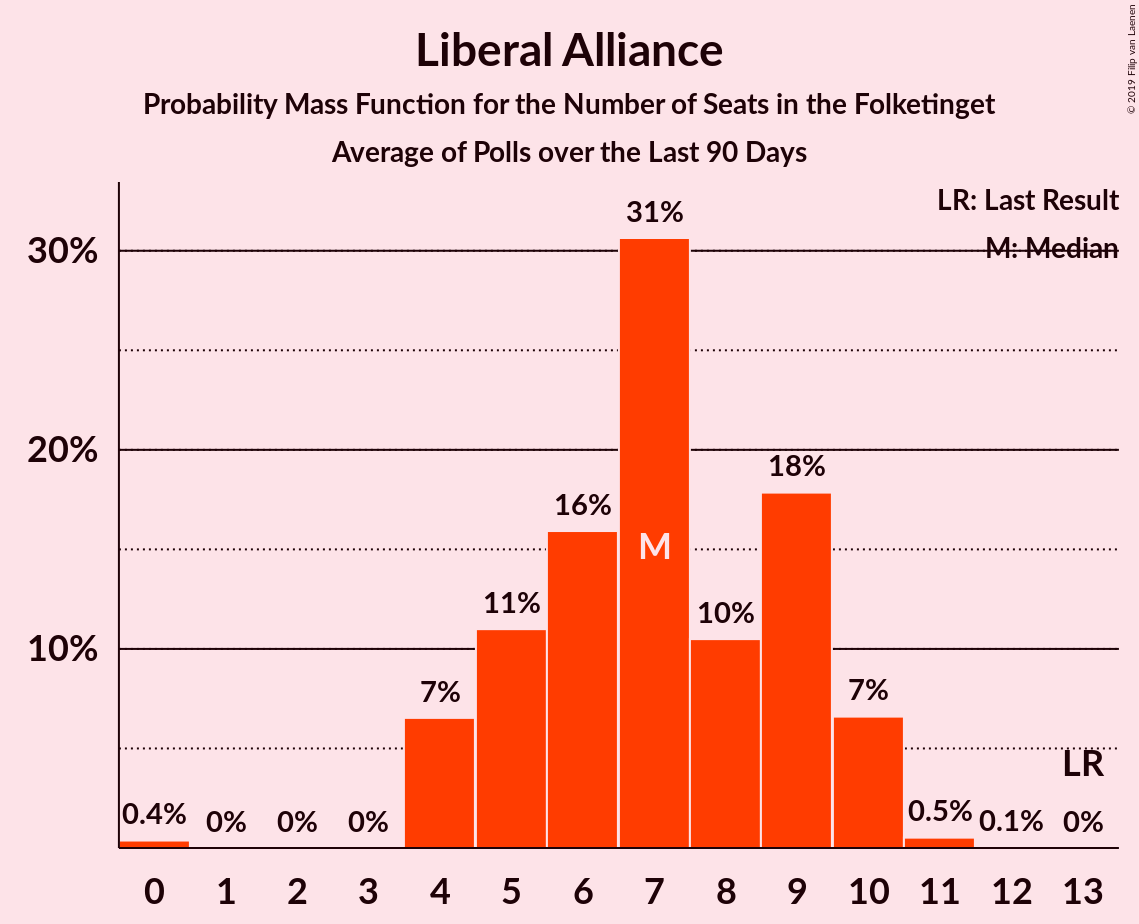 Liberal Alliance
Probability Mass Function for the Number of Seats in the Folketinget
Average of Polls over the Last 90 Days
© 2019 Filip van Laenen
LR: Last Result
M: Median
31%
30%
20%
18%
16%
M
11%
10%
10%
7%
7%
LR
0.4%
0%
0%
0%
0.5%
0.1%
0%
0 1 2 3 4 5 6 7 8 9 10 11 12 13